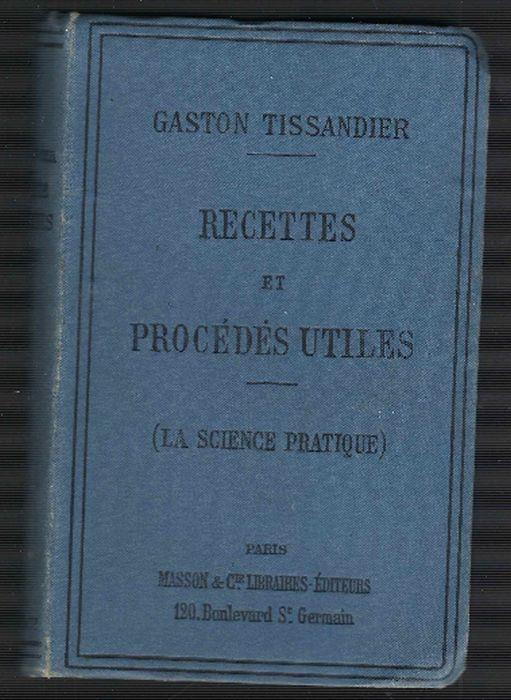 GASTON TISSANDIER
RECETTES
ET
PROCÉDÉS UTILES
(LA SCIENCE PRATIQUE)
PARIS
MASSON & CIE LIBRAIRES-ÉDITEURS
120. Boulevard St Germain